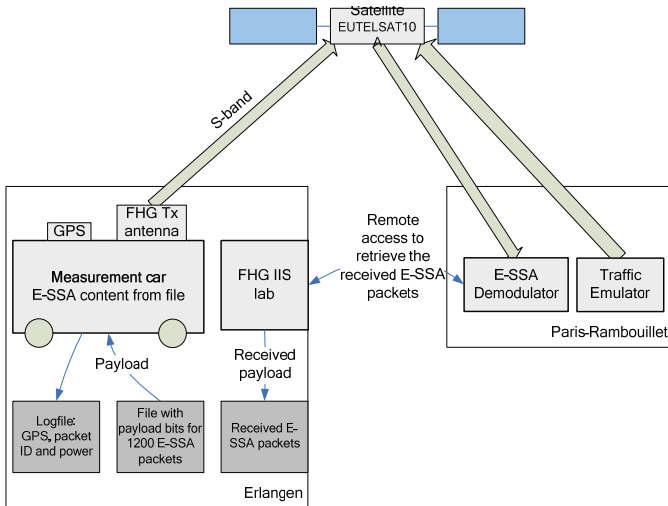 Satellite
EUTELSAT10
A
S-band
FHG Tx
antenna
GPS
Measurement car
E-SSA content from file
FHG IIS
lab
Remote
access to
retrieve the
received E-SSA
packets
E-SSA
Demodulator
Traffic
Emulator
Paris-Rambouillet
Payload
Received
payload
Logfile:
GPS, packet
ID and power
File with
payload bits for
1200 E-SSA
packets
Received E-
SSA packets
Erlangen